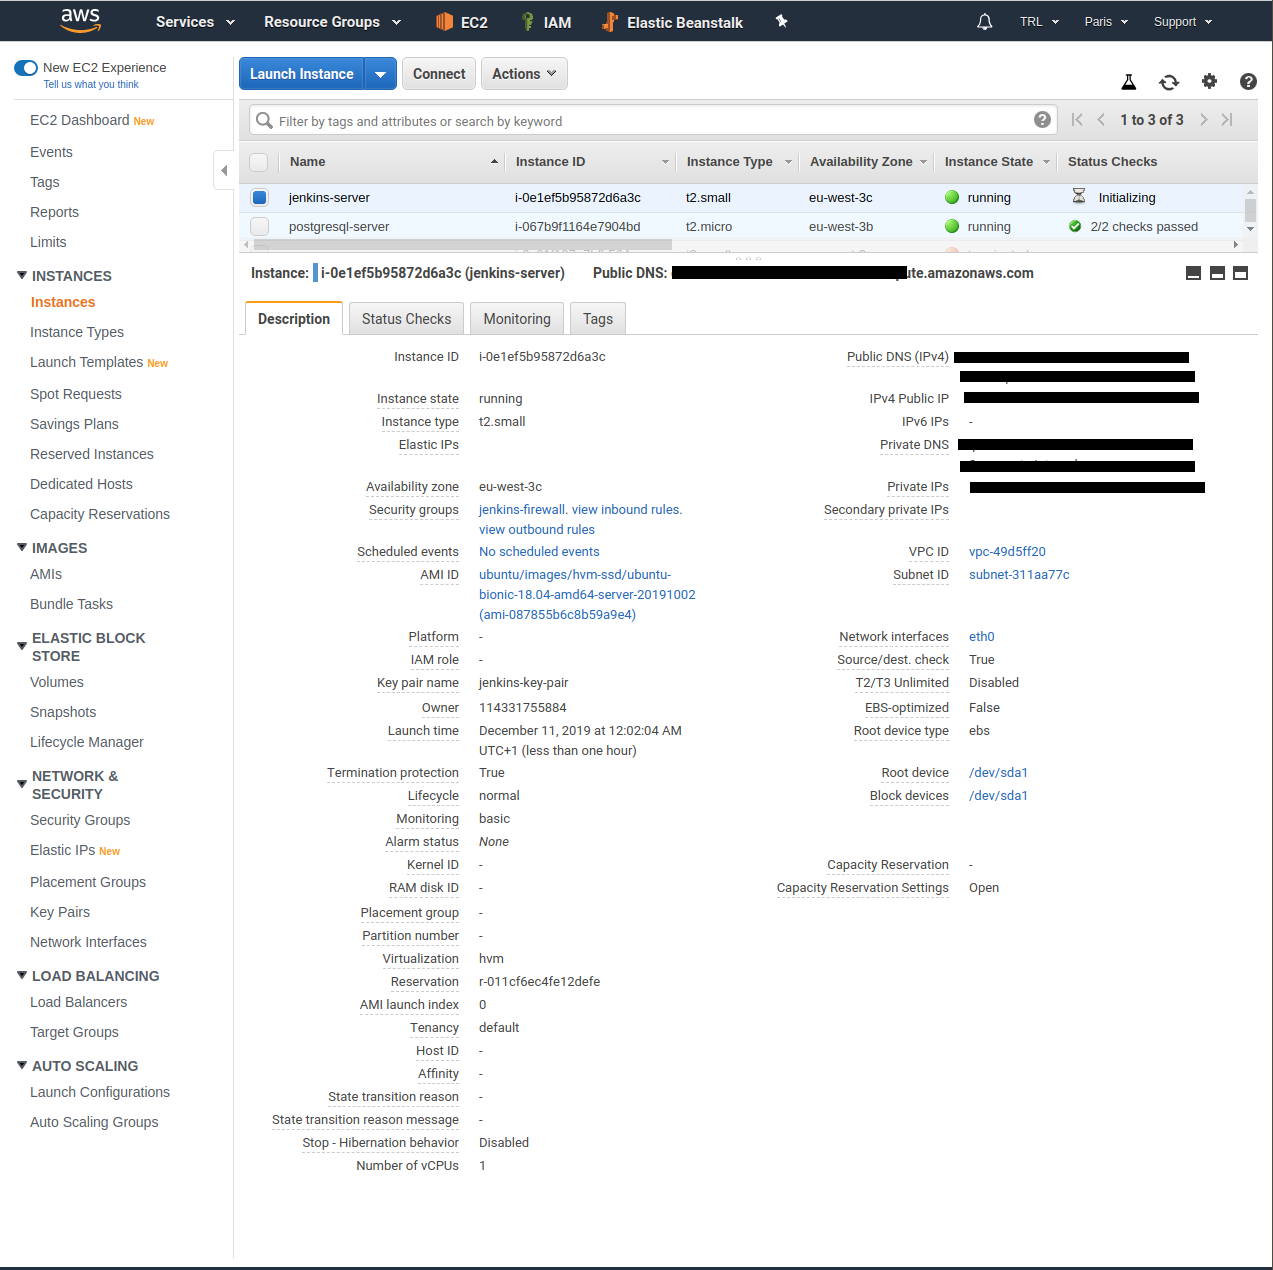 aws
Services
Resource Groups
EC2
IAM
Elastic Beanstalk
TRL
Paris
Support
New EC2 Experience
Tell us what you think
EC2 Dashboard New
Events
Tags
Reports
Limits
INSTANCES
Instances
Instance Types
Launch Templates New
Spot Requests
Savings Plans
Reserved Instances
Dedicated Hosts
Capacity Reservations
IMAGES
AMIs
Bundle Tasks
ELASTIC BLOCK
STORE
Volumes
Snapshots
Lifecycle Manager
NETWORK &
SECURITY
Security Groups
Elastic IPs New
Placement Groups
Key Pairs
Network Interfaces
LOAD BALANCING
Load Balancers
Target Groups
AUTO SCALING
Launch Configurations
Auto Scaling Groups
Launch Instance
Connect
Actions
Filter by tags and attributes or search by keyword
1 to 3 of 3
Name Instance ID Instance Type Availability Zone Instance State Status Checks
jenkins-server i-0e1ef5b95872d6a3c t2.small eu-west-3c running Initializing
postgresql-server i-067b9f1164e7904bd t2.micro eu-west-3b running 2/2 checks passed
Instance: i-0e1ef5b95872d6a3c (jenkins-server) Public DNS: ute.amazonaws.com
Description Status Checks Monitoring Tags
Instance ID i-0e1ef5b95872d6a3c
Instance state running
Instance type t2.small
Elastic IPs
Availability zone eu-west-3c
Security groups jenkins-firewall. view inbound rules.
view outbound rules
Scheduled events No scheduled events
AMI ID ubuntu/images/hvm-ssd/ubuntu-
bionic-18.04-amd64-server-20191002
(ami-087855b6c8b59a9e4)
Platform -
IAM role -
Key pair name jenkins-key-pair
Owner 114331755884
Launch time December 11, 2019 at 12:02:04 AM
UTC+1 (less than one hour)
Termination protection True
Lifecycle normal
Monitoring basic
Alarm status None
Kernel ID -
RAM disk ID -
Placement group -
Partition number -
Virtualization hvm
Reservation r-011cf6ec4fe12defe
AMI launch index 0
Tenancy default
Host ID -
Affinity -
State transition reason -
State transition reason message -
Stop - Hibernation behavior Disabled
Number of vCPUs 1
Public DNS (IPv4)
IPv4 Public IP
IPv6 IPs -
Private DNS
Private IPs
Secondary private IPs
VPC ID vpc-49d5ff20
Subnet ID subnet-311aa77c
Network interfaces eth0
Source/dest. check True
T2/T3 Unlimited Disabled
EBS-optimized False
Root device type ebs
Root device /dev/sda1
Block devices /dev/sda1
Capacity Reservation -
Capacity Reservation Settings Open